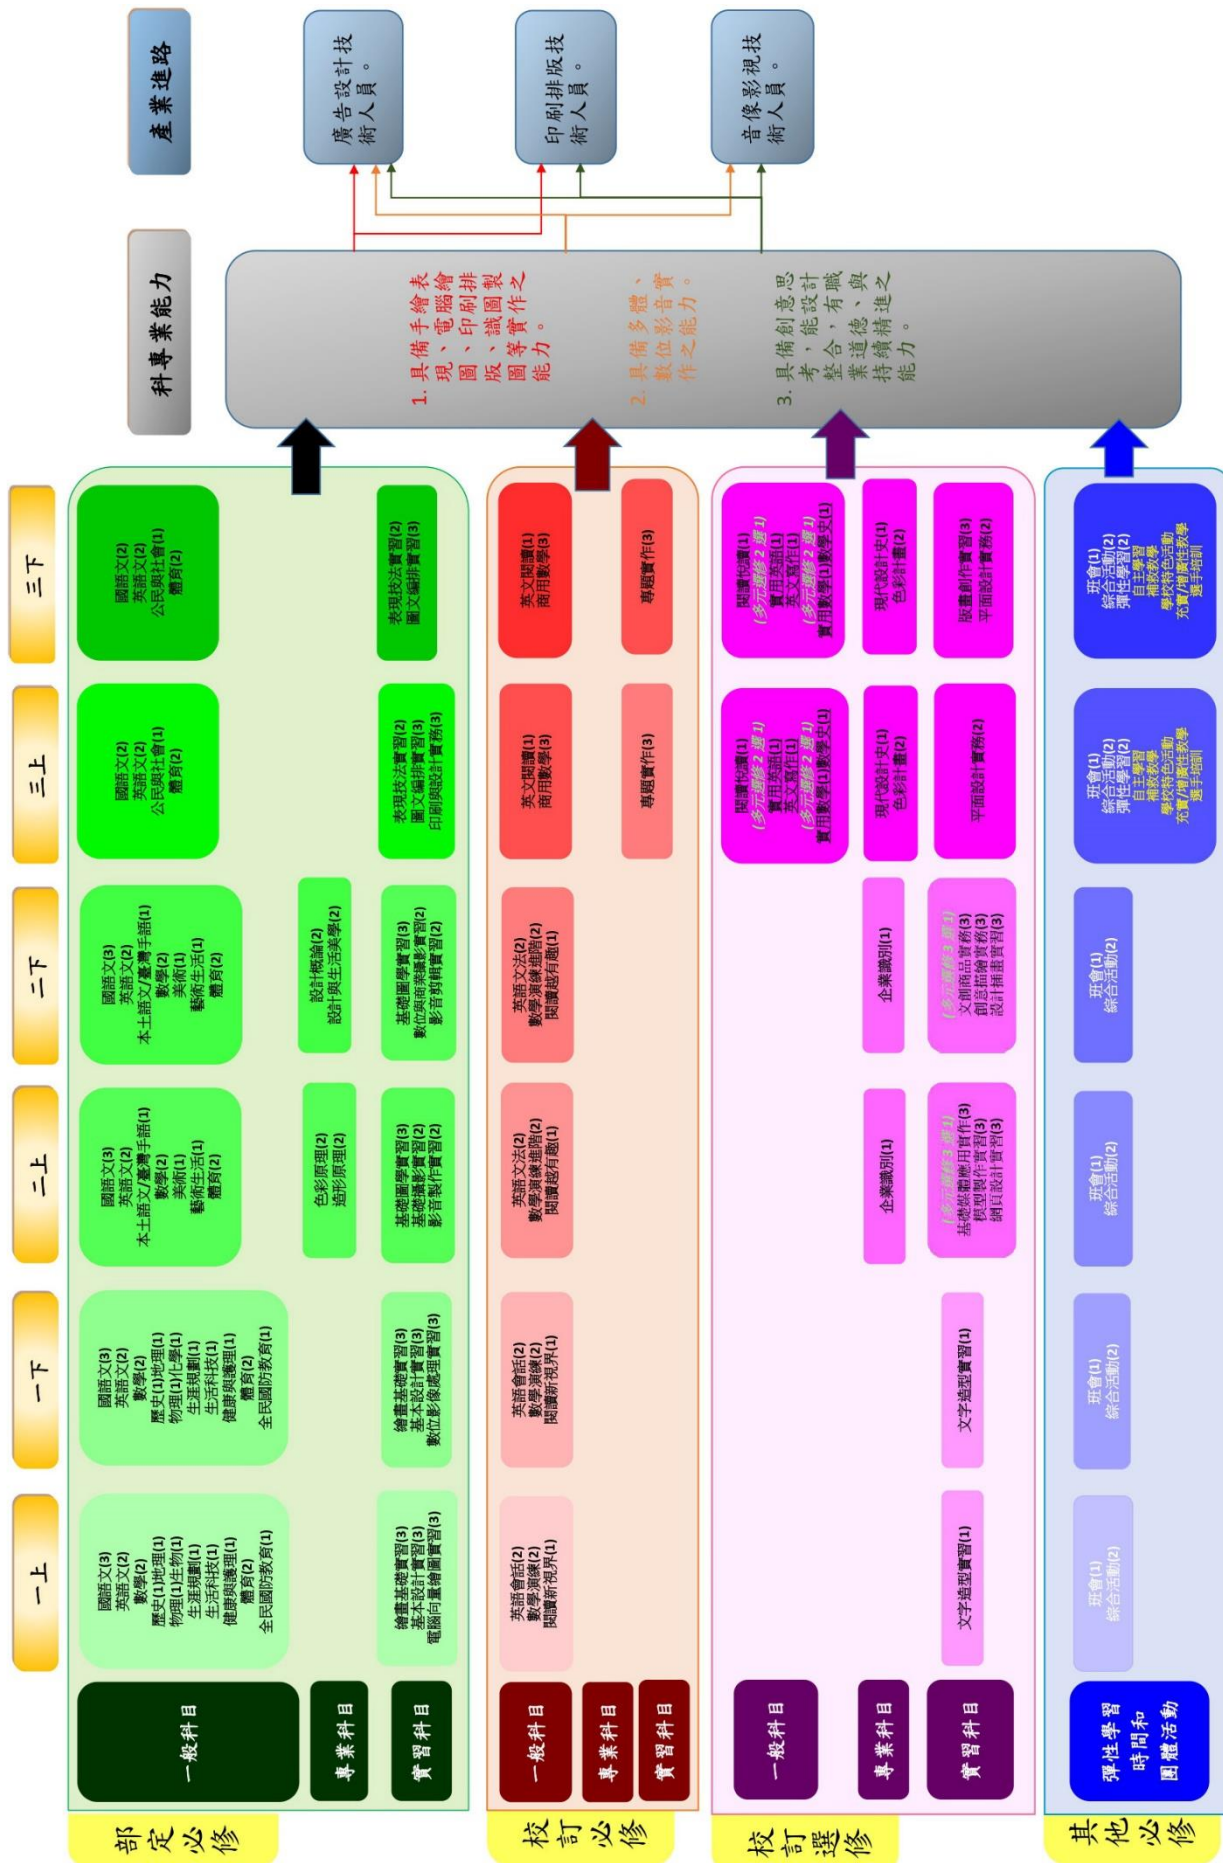 一上
一下
二上
二下
三上
三下
科專業能力
產業進路
部定必修
一般科目
國語文(3)
英語文(2)
數學(2)
歷史(1)地理(1)
物理(1)生物(1)
生涯規劃(1)
生活科技(1)
健康與護理(1)
體育(2)
全民國防教育(1)
國語文(3)
英語文(2)
數學(2)
歷史(1)地理(1)
物理(1)化學(1)
生涯規劃(1)
生活科技(1)
健康與護理(1)
體育(2)
全民國防教育(1)
國語文(3)
英語文(2)
本土語文/臺灣手語(1)
數學(2)
美術(1)
藝術生活(1)
體育(2)
國語文(3)
英語文(2)
本土語文/臺灣手語(1)
數學(2)
美術(1)
藝術生活(1)
體育(2)
國語文(2)
英語文(2)
公民與社會(1)
體育(2)
國語文(2)
英語文(2)
公民與社會(1)
體育(2)
專業科目
色彩原理(2)
造形原理(2)
設計概論(2)
設計與生活美學(2)
實習科目
繪畫基礎實習(3)
基本設計實習(3)
電腦向量繪圖實習(3)
繪畫基礎實習(3)
基本設計實習(3)
數位影像處理實習(3)
基礎圖學實習(3)
基礎攝影實習(2)
影音製作實習(2)
基礎圖學實習(3)
數位與商業攝影實習(2)
影音剪輯實習(2)
表現技法實習(2)
圖文編排實習(3)
印刷與設計實務(3)
表現技法實習(2)
圖文編排實習(3)
校訂必修
一般科目
英語會話(2)
數學演練(2)
閱讀新視界(1)
英語會話(2)
數學演練(2)
閱讀新視界(1)
英語文法(2)
數學演練進階(2)
閱讀越有趣(1)
英語文法(2)
數學演練進階(2)
閱讀越有趣(1)
英文閱讀(1)
商用數學(3)
英文閱讀(1)
商用數學(3)
專業科目
實習科目
專題實作(3)
專題實作(3)
校訂選修
一般科目
閱讀悅讀(1)
(多元選修 2 選 1)
實用英語(1)
英文寫作(1)
(多元選修 2 選 1)
實用數學(1)數學史(1)
閱讀悅讀(1)
(多元選修 2 選 1)
實用英語(1)
英文寫作(1)
(多元選修 2 選 1)
實用數學(1)數學史(1)
專業科目
企業識別(1)
企業識別(1)
現代設計史(1)
色彩計畫(2)
現代設計史(1)
色彩計畫(2)
實習科目
文字造型實習(1)
文字造型實習(1)
(多元選修 3 選 1)
基礎媒體應用實作(3)
模型製作實習(3)
網頁設計實習(3)
(多元選修 3 選 1)
文創商品實務(3)
創意描繪實務(3)
設計插畫實習(3)
平面設計實務(2)
版畫創作實習(3)
平面設計實務(2)
其他必修
彈性學習
時間和
團體活動
班會(1)
綜合活動(2)
班會(1)
綜合活動(2)
班會(1)
綜合活動(2)
班會(1)
綜合活動(2)
班會(1)
綜合活動(2)
彈性學習(2)
自主學習
補救教學
學校特色活動
充實/增廣性教學
選手培訓
班會(1)
綜合活動(2)
彈性學習(2)
自主學習
補救教學
學校特色活動
充實/增廣性教學
選手培訓
1. 具備手繪表
現、電腦繪
圖、印刷排
版、識圖製
圖等實作之
能力。
2. 具備多體、
數位影音實
作之能力。
3. 具備創意思
考，能設計
整合，有職
業道德、與
持續精進之
能力。
廣告設計技
術人員。
印刷排版技
術人員。
音像影視技
術人員。